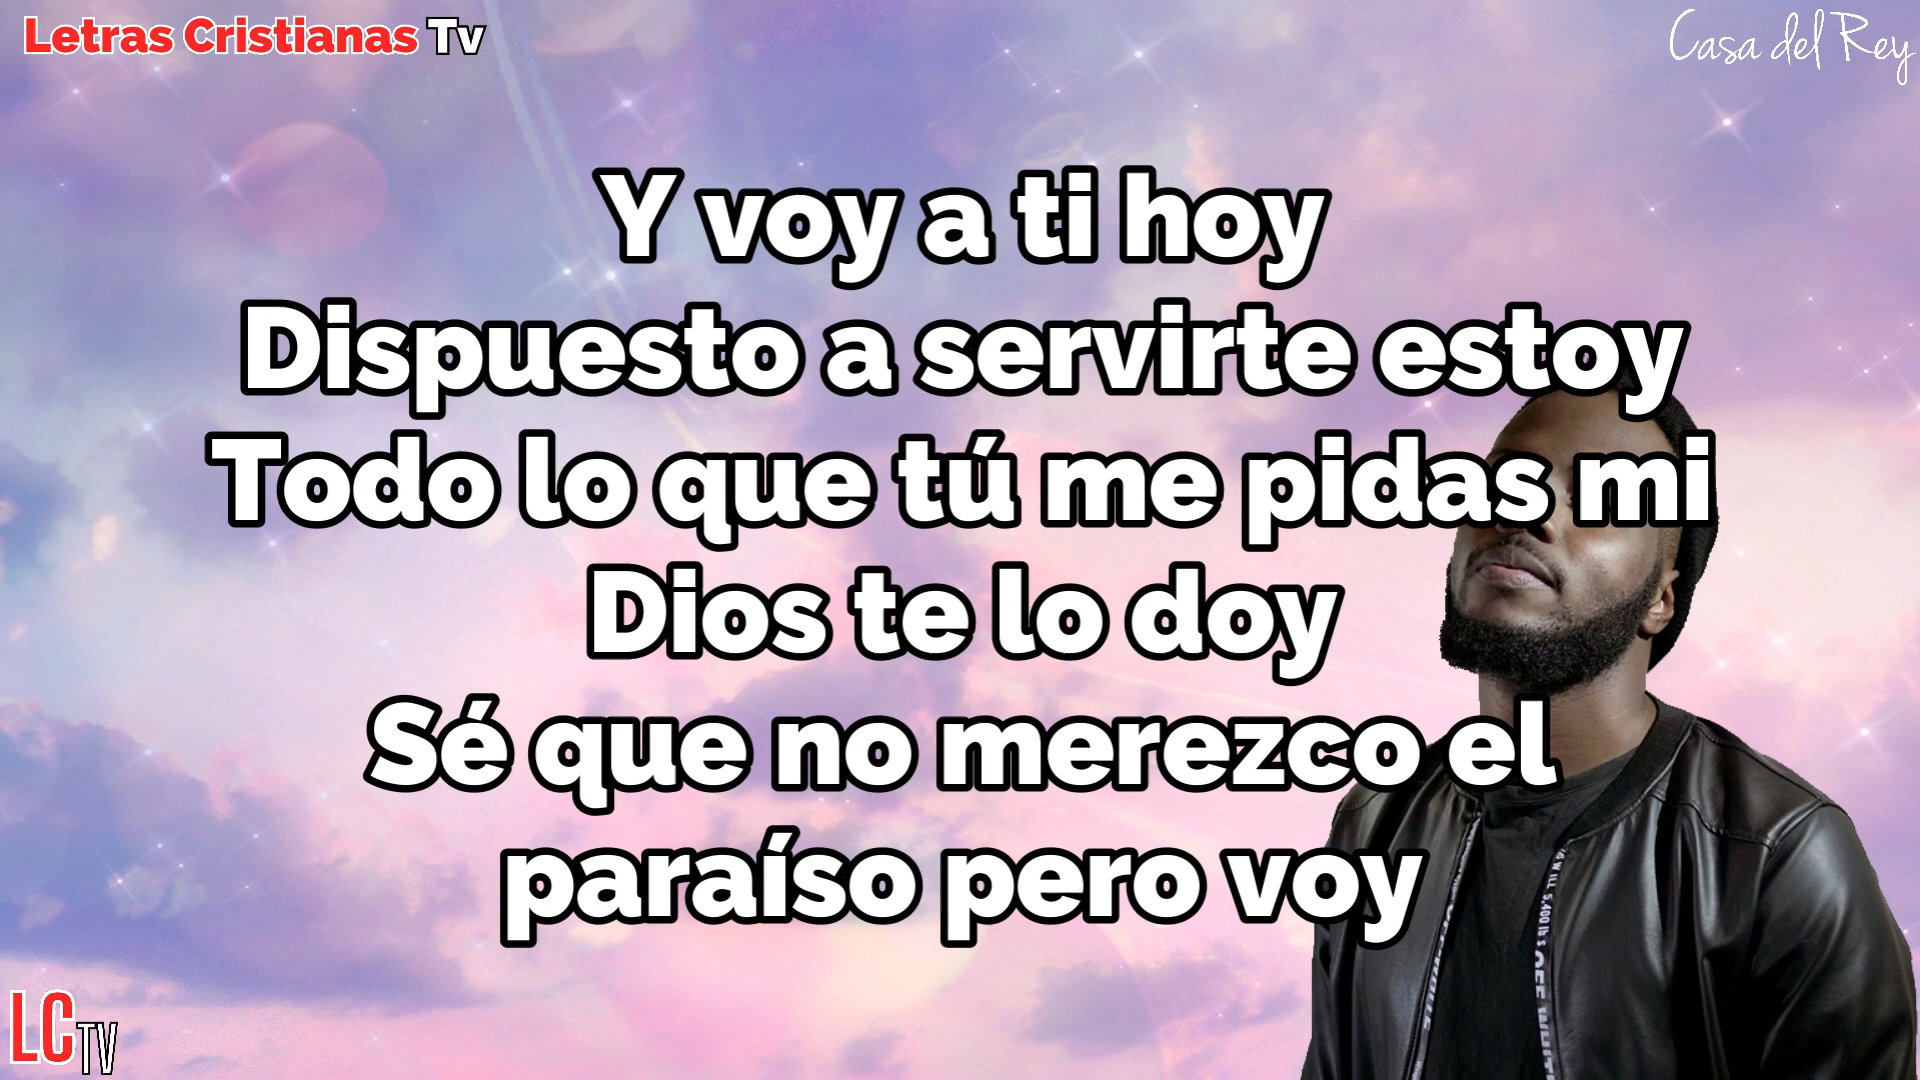 Letras Cristianas Tv
Casa del Rey
Y voy a ti hoy
Dispuesto a servirte estoy
Todo lo que tú me pidas mi
Dios te lo doy
Sé que no merezco el
paraíso pero voy
LC TV